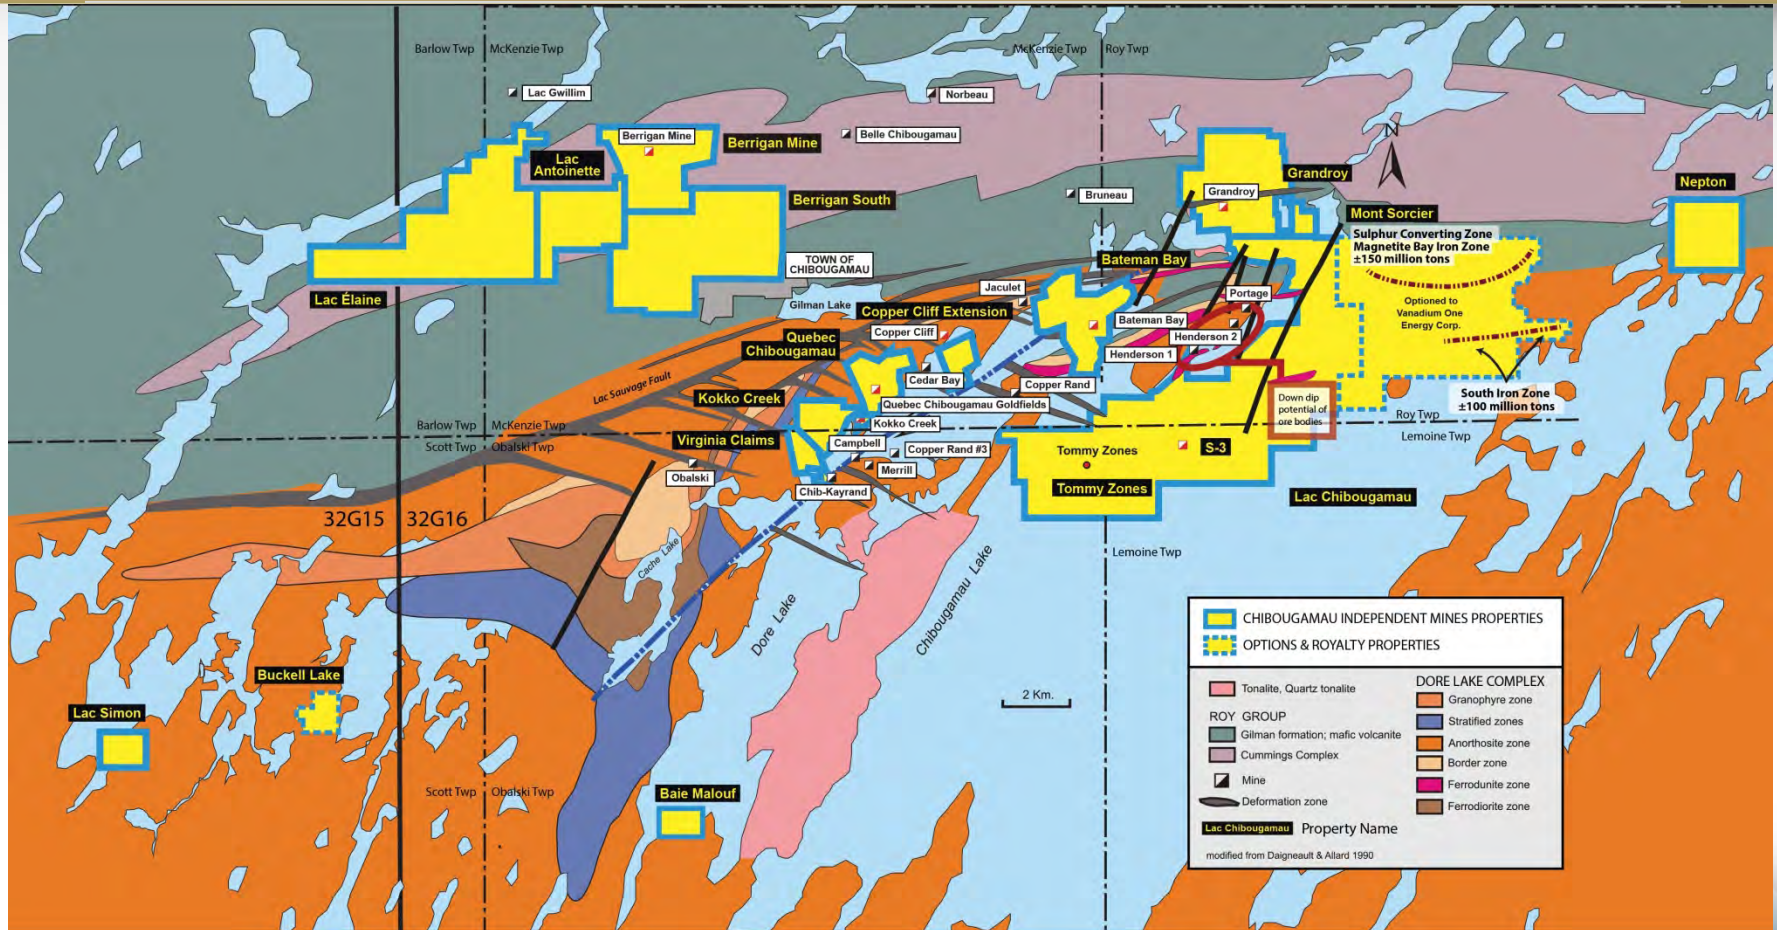 Barlow Twp
McKenzie Twp
McKenzie Twp
Roy Twp
Lac Gwillim
Norbeau
Berrigan Mine
Belle Chibougamau
Berrigan Mine
Lac
Antoinette
N
Grandroy
Nepton
Berrigan South
Bruneau
Grandroy
Mont Sorcier
Sulphur Converting Zone
Magnetite Bay Iron Zone
±150 million tons
TOWN OF
CHIBOUGAMAU
Bateman Bay
Lac Élaine
Gilman Lake
Jaculet
Portage
Optioned to
Vanadium One
Energy Corp.
Copper Cliff Extension
Bateman Bay
Copper Cliff
Henderson 2
Quebec
Chibougamau
Henderson 1
Cedar Bay
Lac Sauvage Fault
Copper Rand
Kokko Creek
Quebec Chibougamau Goldfields
Down dip
potential of
ore bodies
South Iron Zone
±100 million tons
Barlow Twp
McKenzie Twp
Kokko Creek
Roy Twp
Lemoine Twp
Virginia Claims
Scott Twp
Obalski Twp
Campbell
Copper Rand #3
Tommy Zones
S-3
Merrill
Obalski
Chib-Kayrand
Tommy Zones
Lac Chibougamau
32G15
32G16
Cache Lake
Lemoine Twp
Dore Lake
Chibougamau Lake
Buckell Lake
Lac Simon
2 Km.
Scott Twp
Obalski Twp
Baie Malouf
CHIBOUGAMAU INDEPENDENT MINES PROPERTIES
OPTIONS & ROYALTY PROPERTIES
Tonalite, Quartz tonalite
ROY GROUP
Gilman formation; mafic volcanite
Cummings Complex
Mine
Deformation zone
Lac Chibougamau
Property Name
modified from Daigneault & Allard 1990
DORE LAKE COMPLEX
Granophyre zone
Stratified zones
Anorthosite zone
Border zone
Ferrodunite zone
Ferrodiorite zone